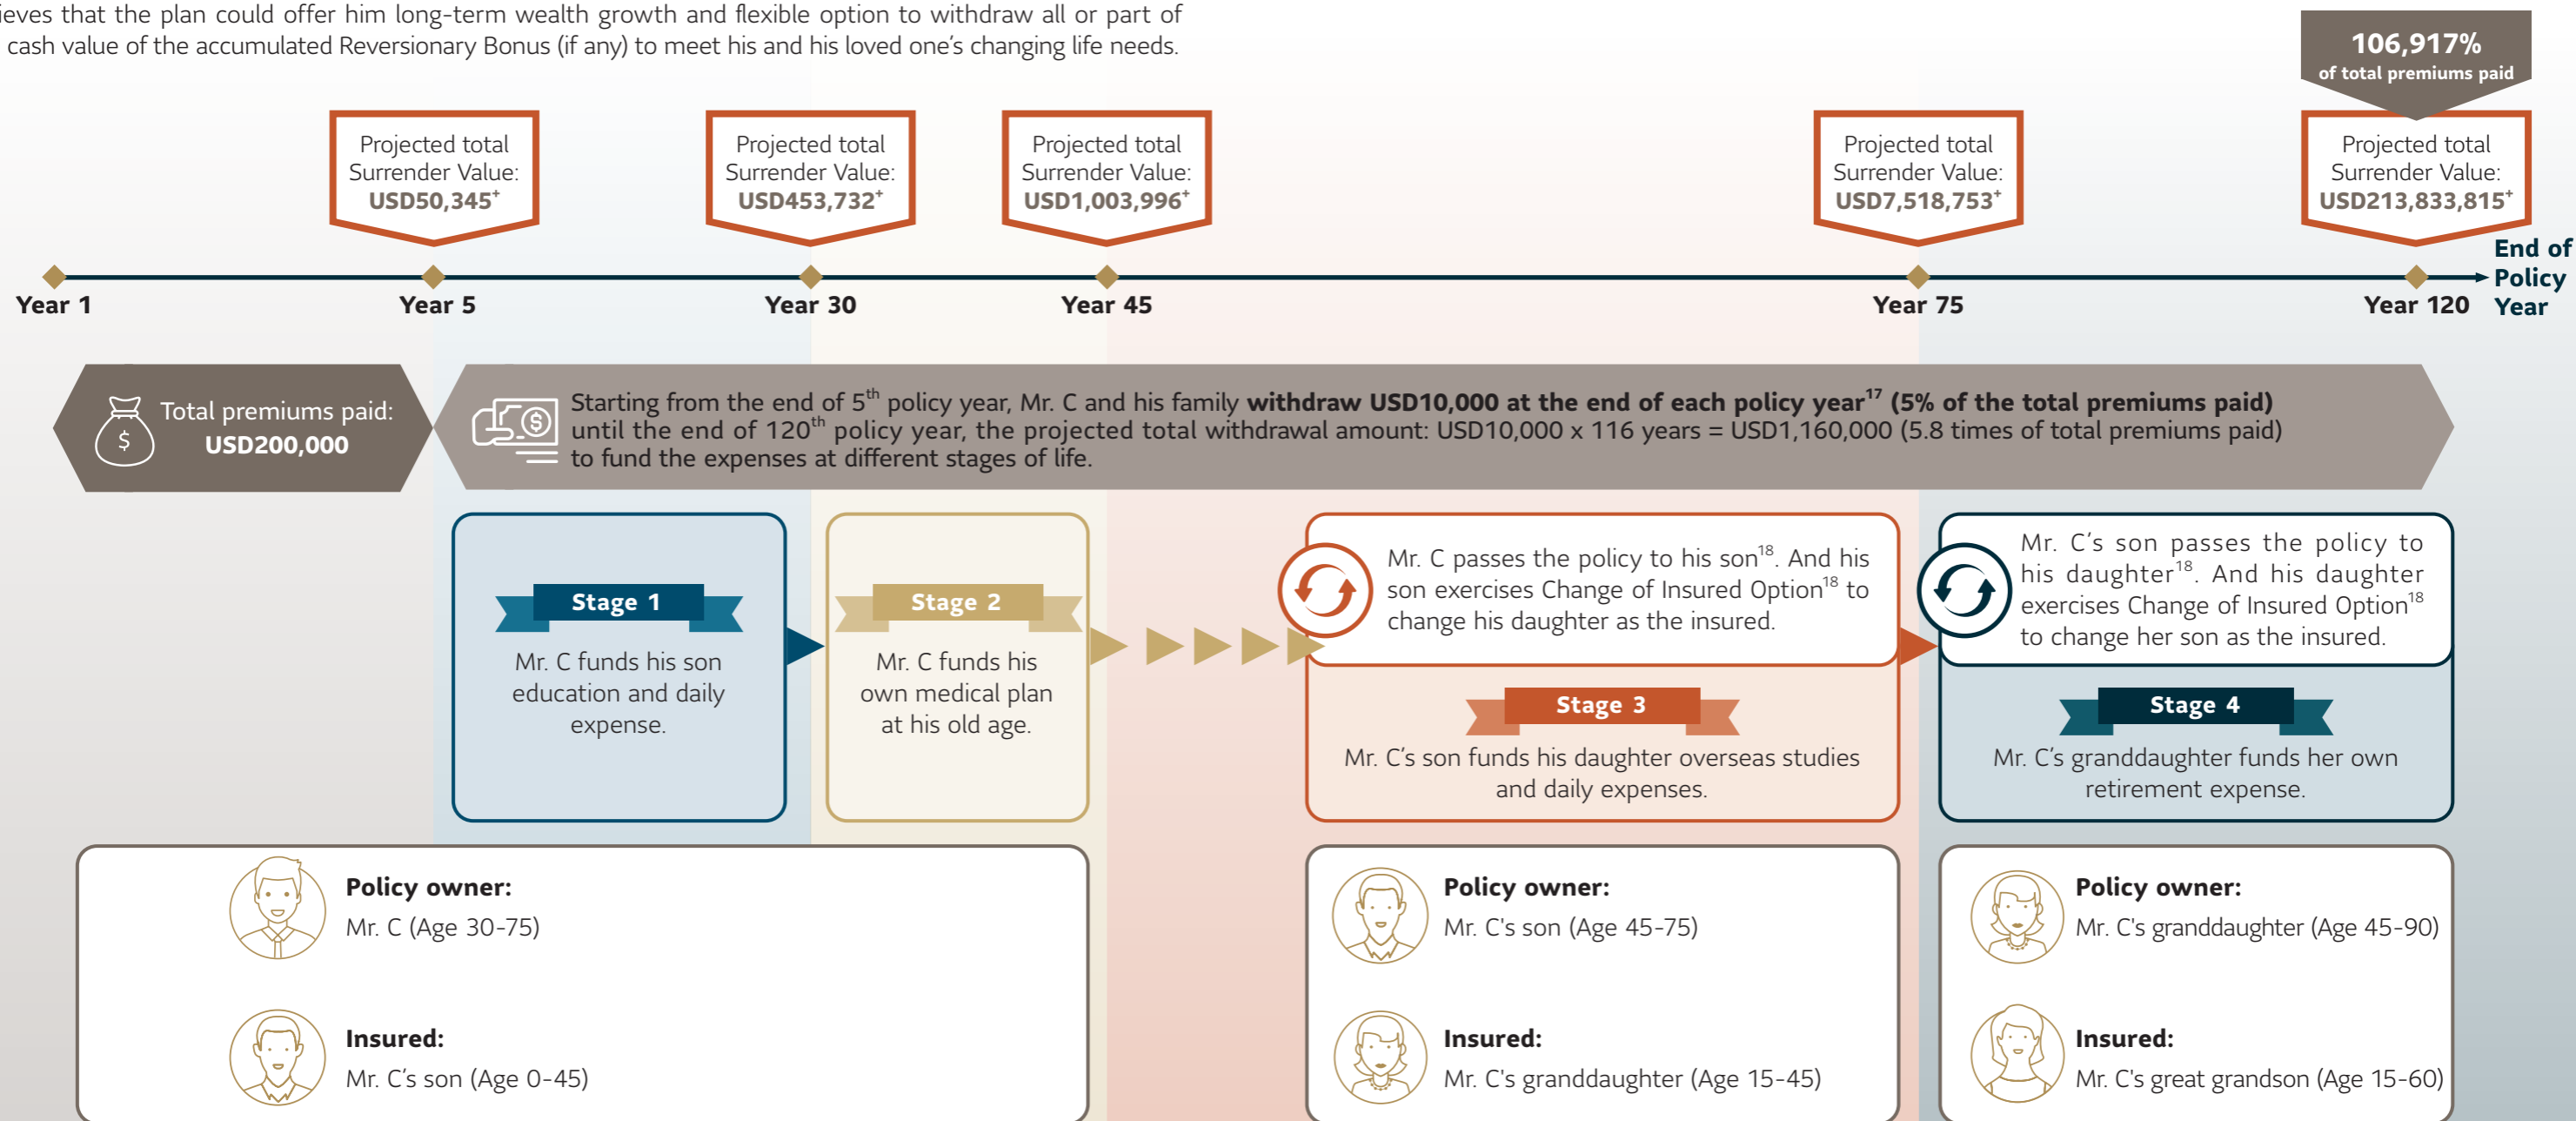 that the plan could offer him long-term wealth growth and flexible option to withdraw all or part of
cash value of the accumulated Reversionary Bonus (if any) to meet his and his loved one’s changing life needs.
106,917%
of total premiums paid
Projected total
Surrender Value:
USD50,345+
Projected total
Surrender Value:
USD453,732+
Projected total
Surrender Value:
USD1,003,996+
Projected total
Surrender Value:
USD7,518,753+
Projected total
Surrender Value:
USD213,833,815+
Year 1
Year 5
Year 30
Year 45
Year 75
Year 120
End of
Policy
Year
Total premiums paid:
USD200,000
$
$
Starting from the end of 5th policy year, Mr. C and his family withdraw USD10,000 at the end of each policy year17 (5% of the total premiums paid)
until the end of 120th policy year, the projected total withdrawal amount: USD10,000 x 116 years = USD1,160,000 (5.8 times of total premiums paid)
to fund the expenses at different stages of life.
Stage 1
Mr. C funds his son
education and daily
expense.
Stage 2
Mr. C funds his
own medical plan
at his old age.
Mr. C passes the policy to his son18. And his
son exercises Change of Insured Option18 to
change his daughter as the insured.
Stage 3
Mr. C’s son funds his daughter overseas studies
and daily expenses.
Mr. C’s son passes the policy to
his daughter18. And his daughter
exercises Change of Insured Option18
to change her son as the insured.
Stage 4
Mr. C’s granddaughter funds her own
retirement expense.
Policy owner:
Mr. C (Age 30-75)
Insured:
Mr. C’s son (Age 0-45)
Policy owner:
Mr. C's son (Age 45-75)
Insured:
Mr. C's granddaughter (Age 15-45)
Policy owner:
Mr. C's granddaughter (Age 45-90)
Insured:
Mr. C's great grandson (Age 15-60)